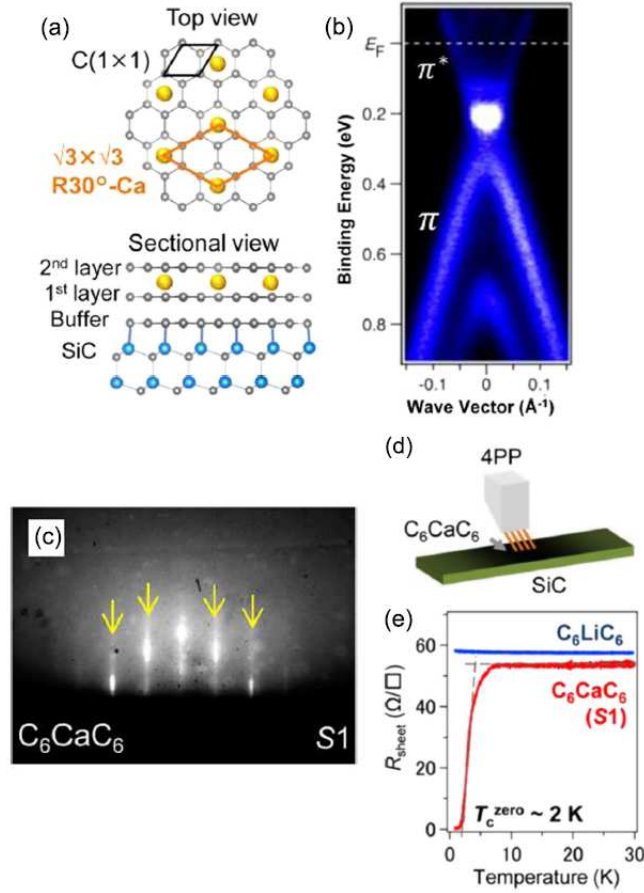 (a)
Top view
C(1×1)
√3×√3
R30°-Ca
Sectional view
2nd layer
1st layer
Buffer
SiC
(b)
EF
π*
π
0.2
0.4
0.6
0.8
Binding Energy (eV)
-0.1
0
0.1
Wave Vector (Å-1)
(c)
C6CaC6
S1
(d)
4PP
C6CaC6
SiC
(e)
C6LiC6
C6CaC6
(S1)
Tc zero ~ 2 K
Rsheet (Ω/□)
60
40
20
0
0
10
20
30
Temperature (K)